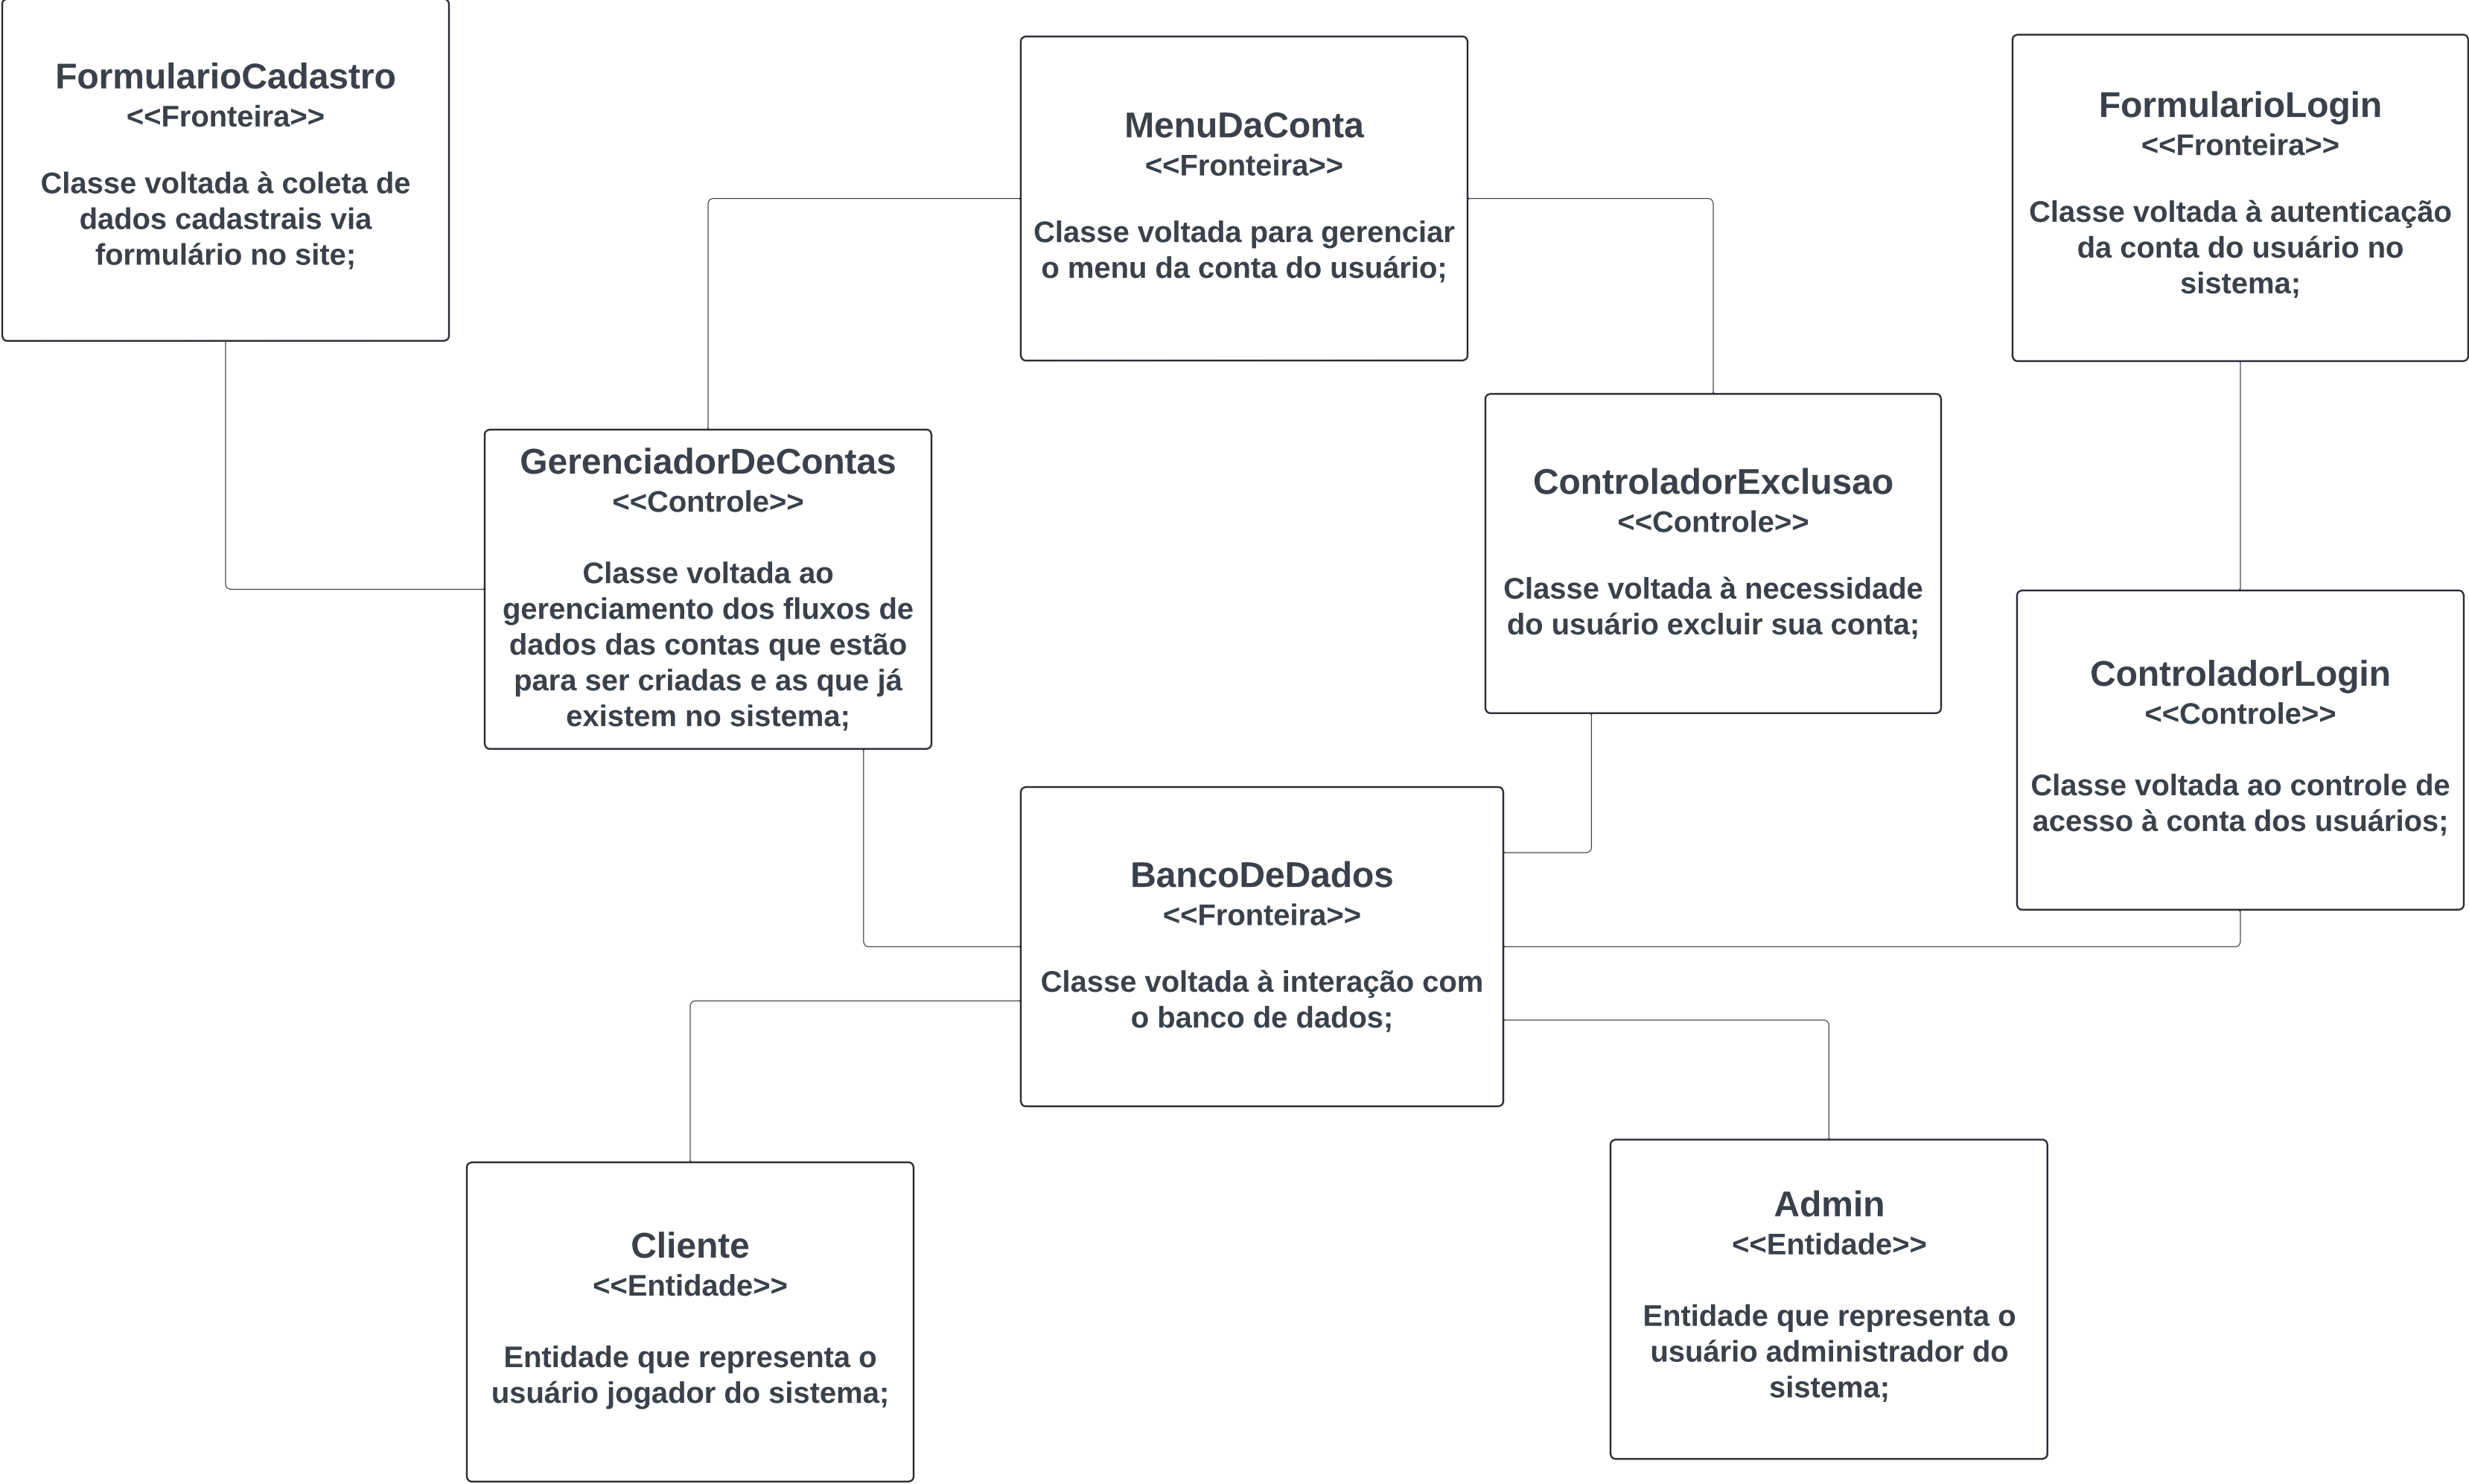 FormularioCadastro
<<Fronteira>>
Classe voltada à coleta de
dados cadastrais via
formulário no site;
MenuDaConta
<<Fronteira>>
Classe voltada para gerenciar
o menu da conta do usuário;
FormularioLogin
<<Fronteira>>
Classe voltada à autenticação
da conta do usuário no
sistema;
GerenciadorDeContas
<<Controle>>
Classe voltada ao
gerenciamento dos fluxos de
dados das contas que estão
para ser criadas e as que já
existem no sistema;
ControladorExclusao
<<Controle>>
Classe voltada à necessidade
do usuário excluir sua conta;
ControladorLogin
<<Controle>>
Classe voltada ao controle de
acesso à conta dos usuários;
BancoDeDados
<<Fronteira>>
Classe voltada à interação com
o banco de dados;
Cliente
<<Entidade>>
Entidade que representa o
usuário jogador do sistema;
Admin
<<Entidade>>
Entidade que representa o
usuário administrador do
sistema;